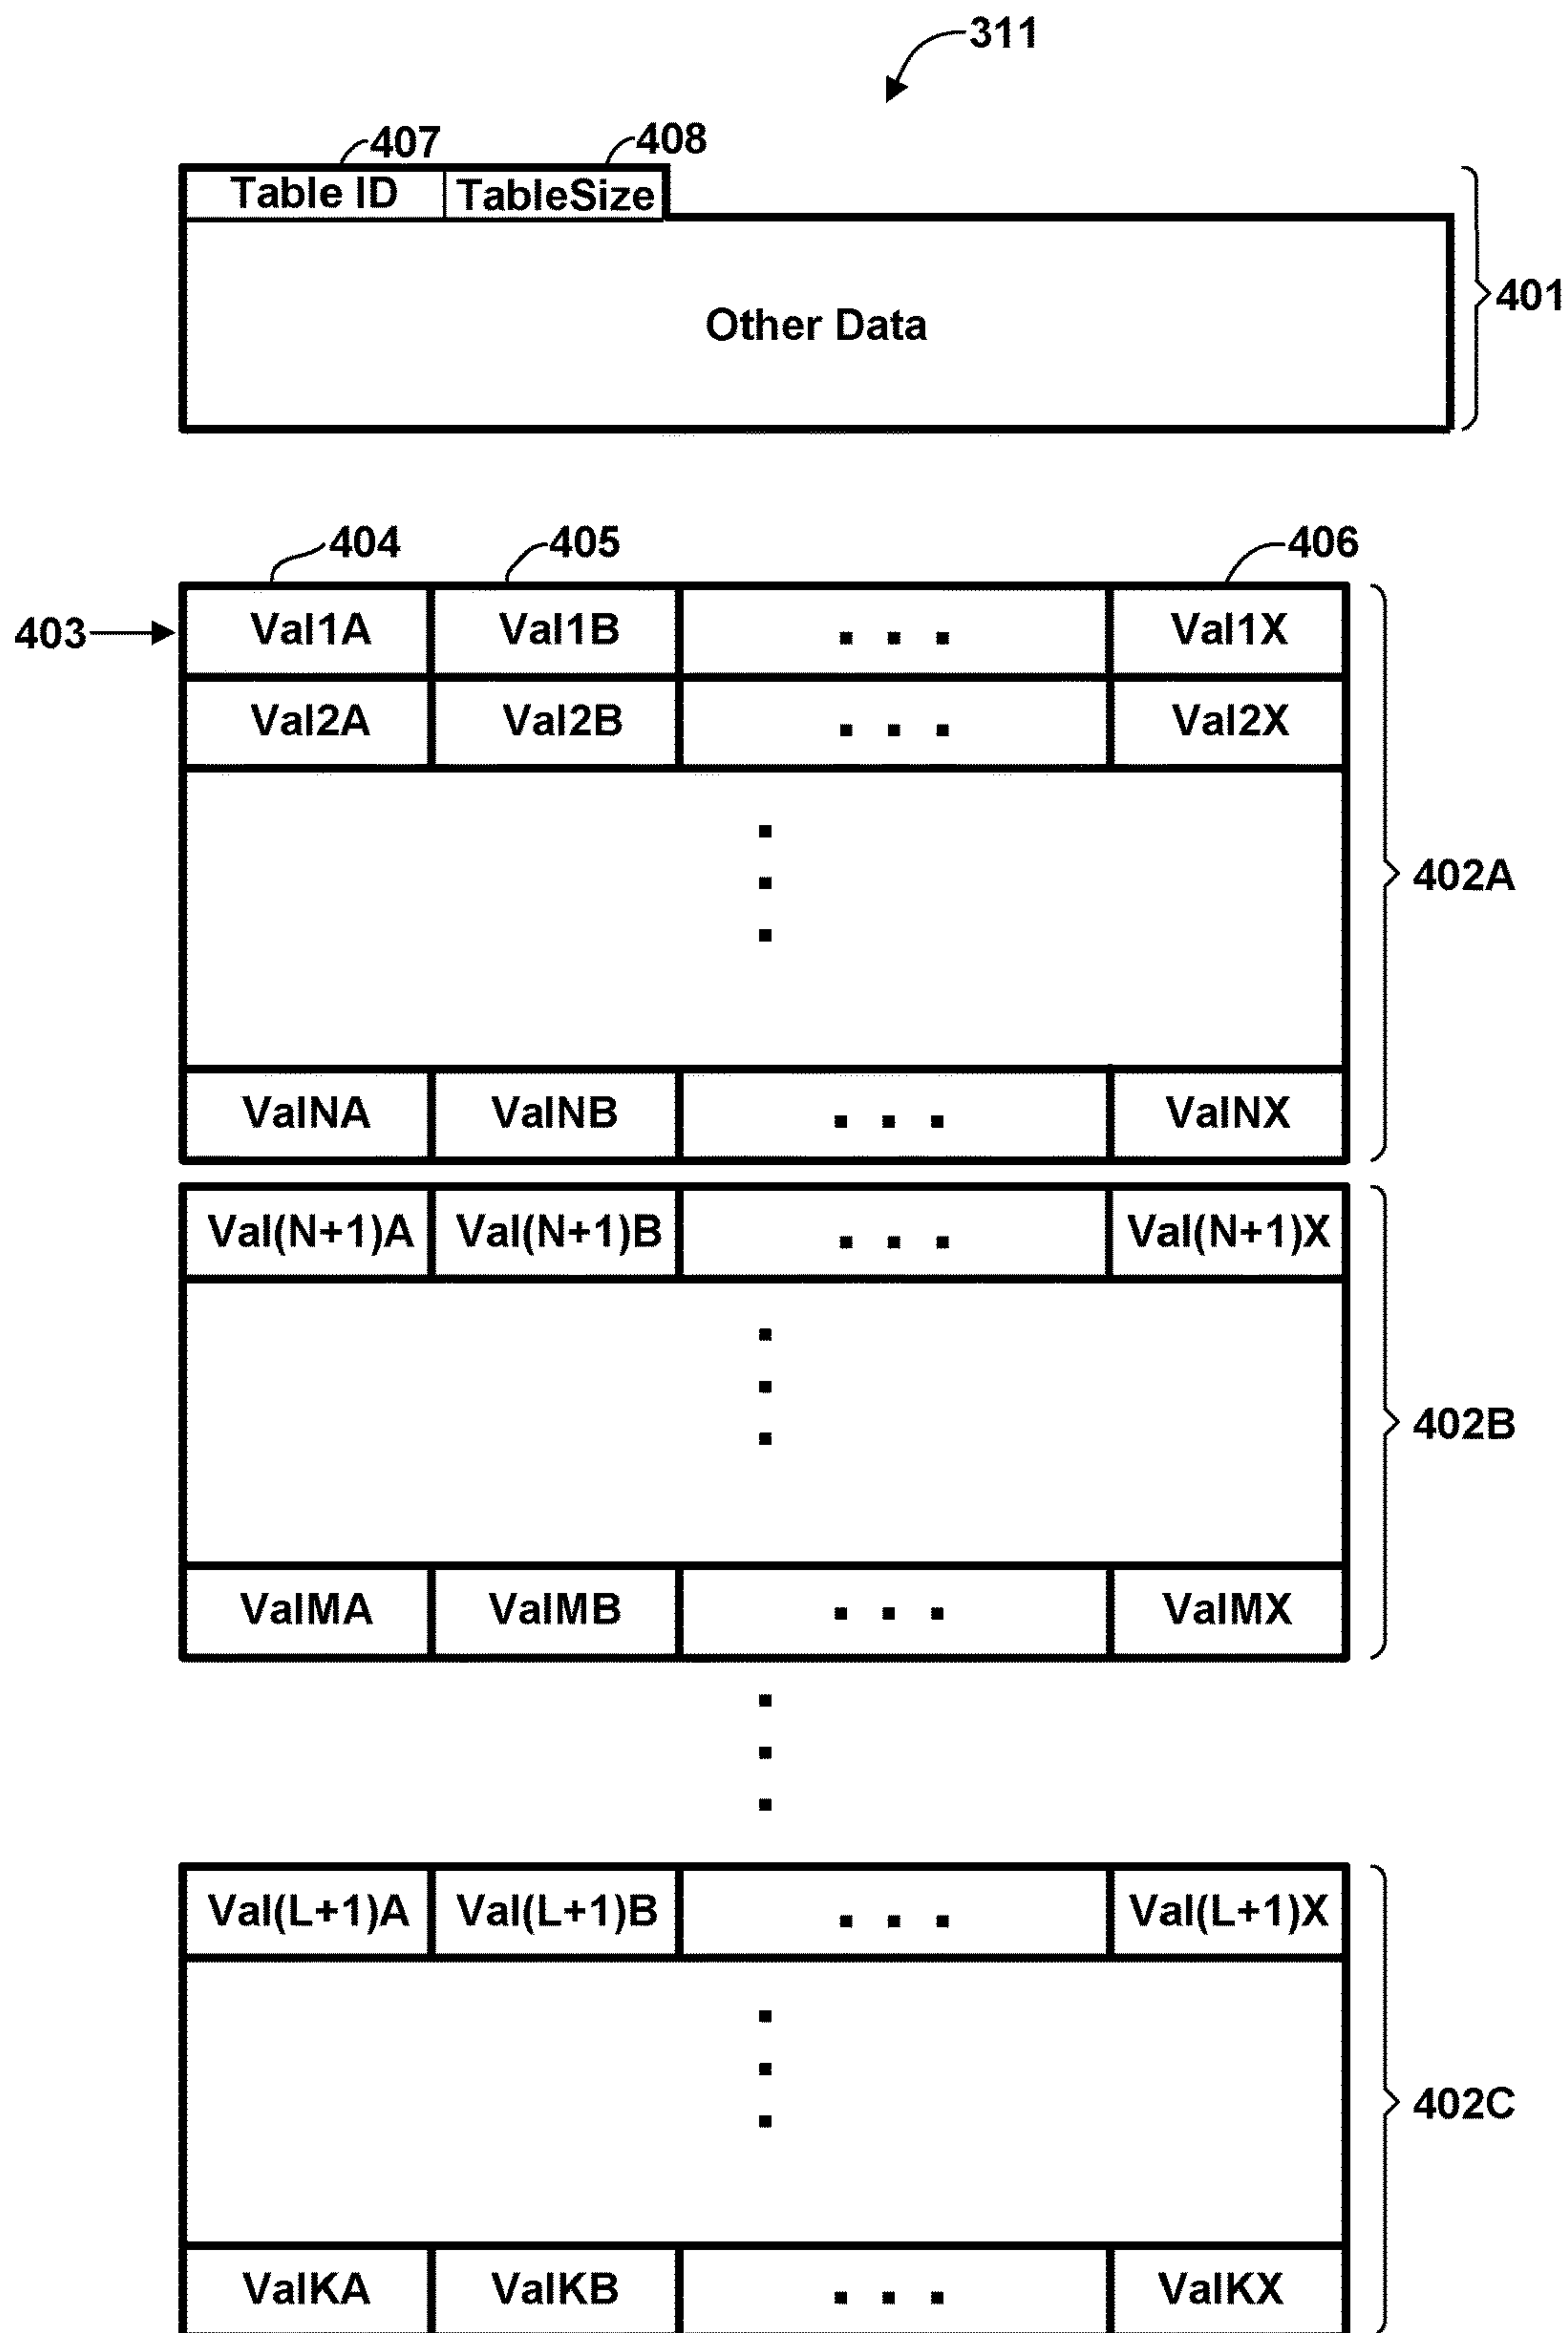 311
407 408
Table ID TableSize
Other Data 401
404 405 406
403 Val1A Val1B . . . Val1X
Val2A Val2B . . . Val2X
.
.
.
402A
ValNA ValNB . . . ValNX
Val(N+1)A Val(N+1)B . . . Val(N+1)X
.
.
.
402B
ValMA ValMB . . . ValMX
.
.
.
Val(L+1)A Val(L+1)B . . . Val(L+1)X
.
.
.
402C
ValKA ValKB . . . ValKX